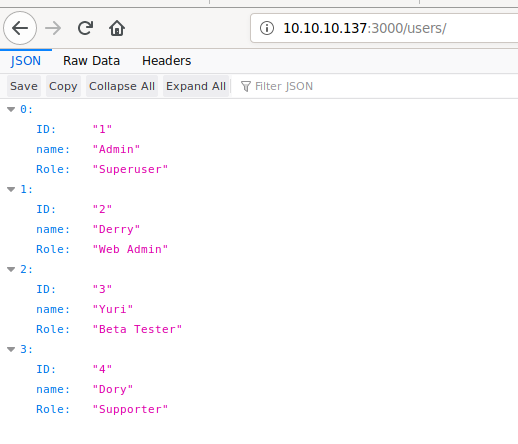 10.10.10.137:3000/users/
JSON Raw Data Headers
Save Copy Collapse All Expand All Filter JSON
0:
ID: "1"
name: "Admin"
Role: "Superuser"
1:
ID: "2"
name: "Derry"
Role: "Web Admin"
2:
ID: "3"
name: "Yuri"
Role: "Beta Tester"
3:
ID: "4"
name: "Dory"
Role: "Supporter"